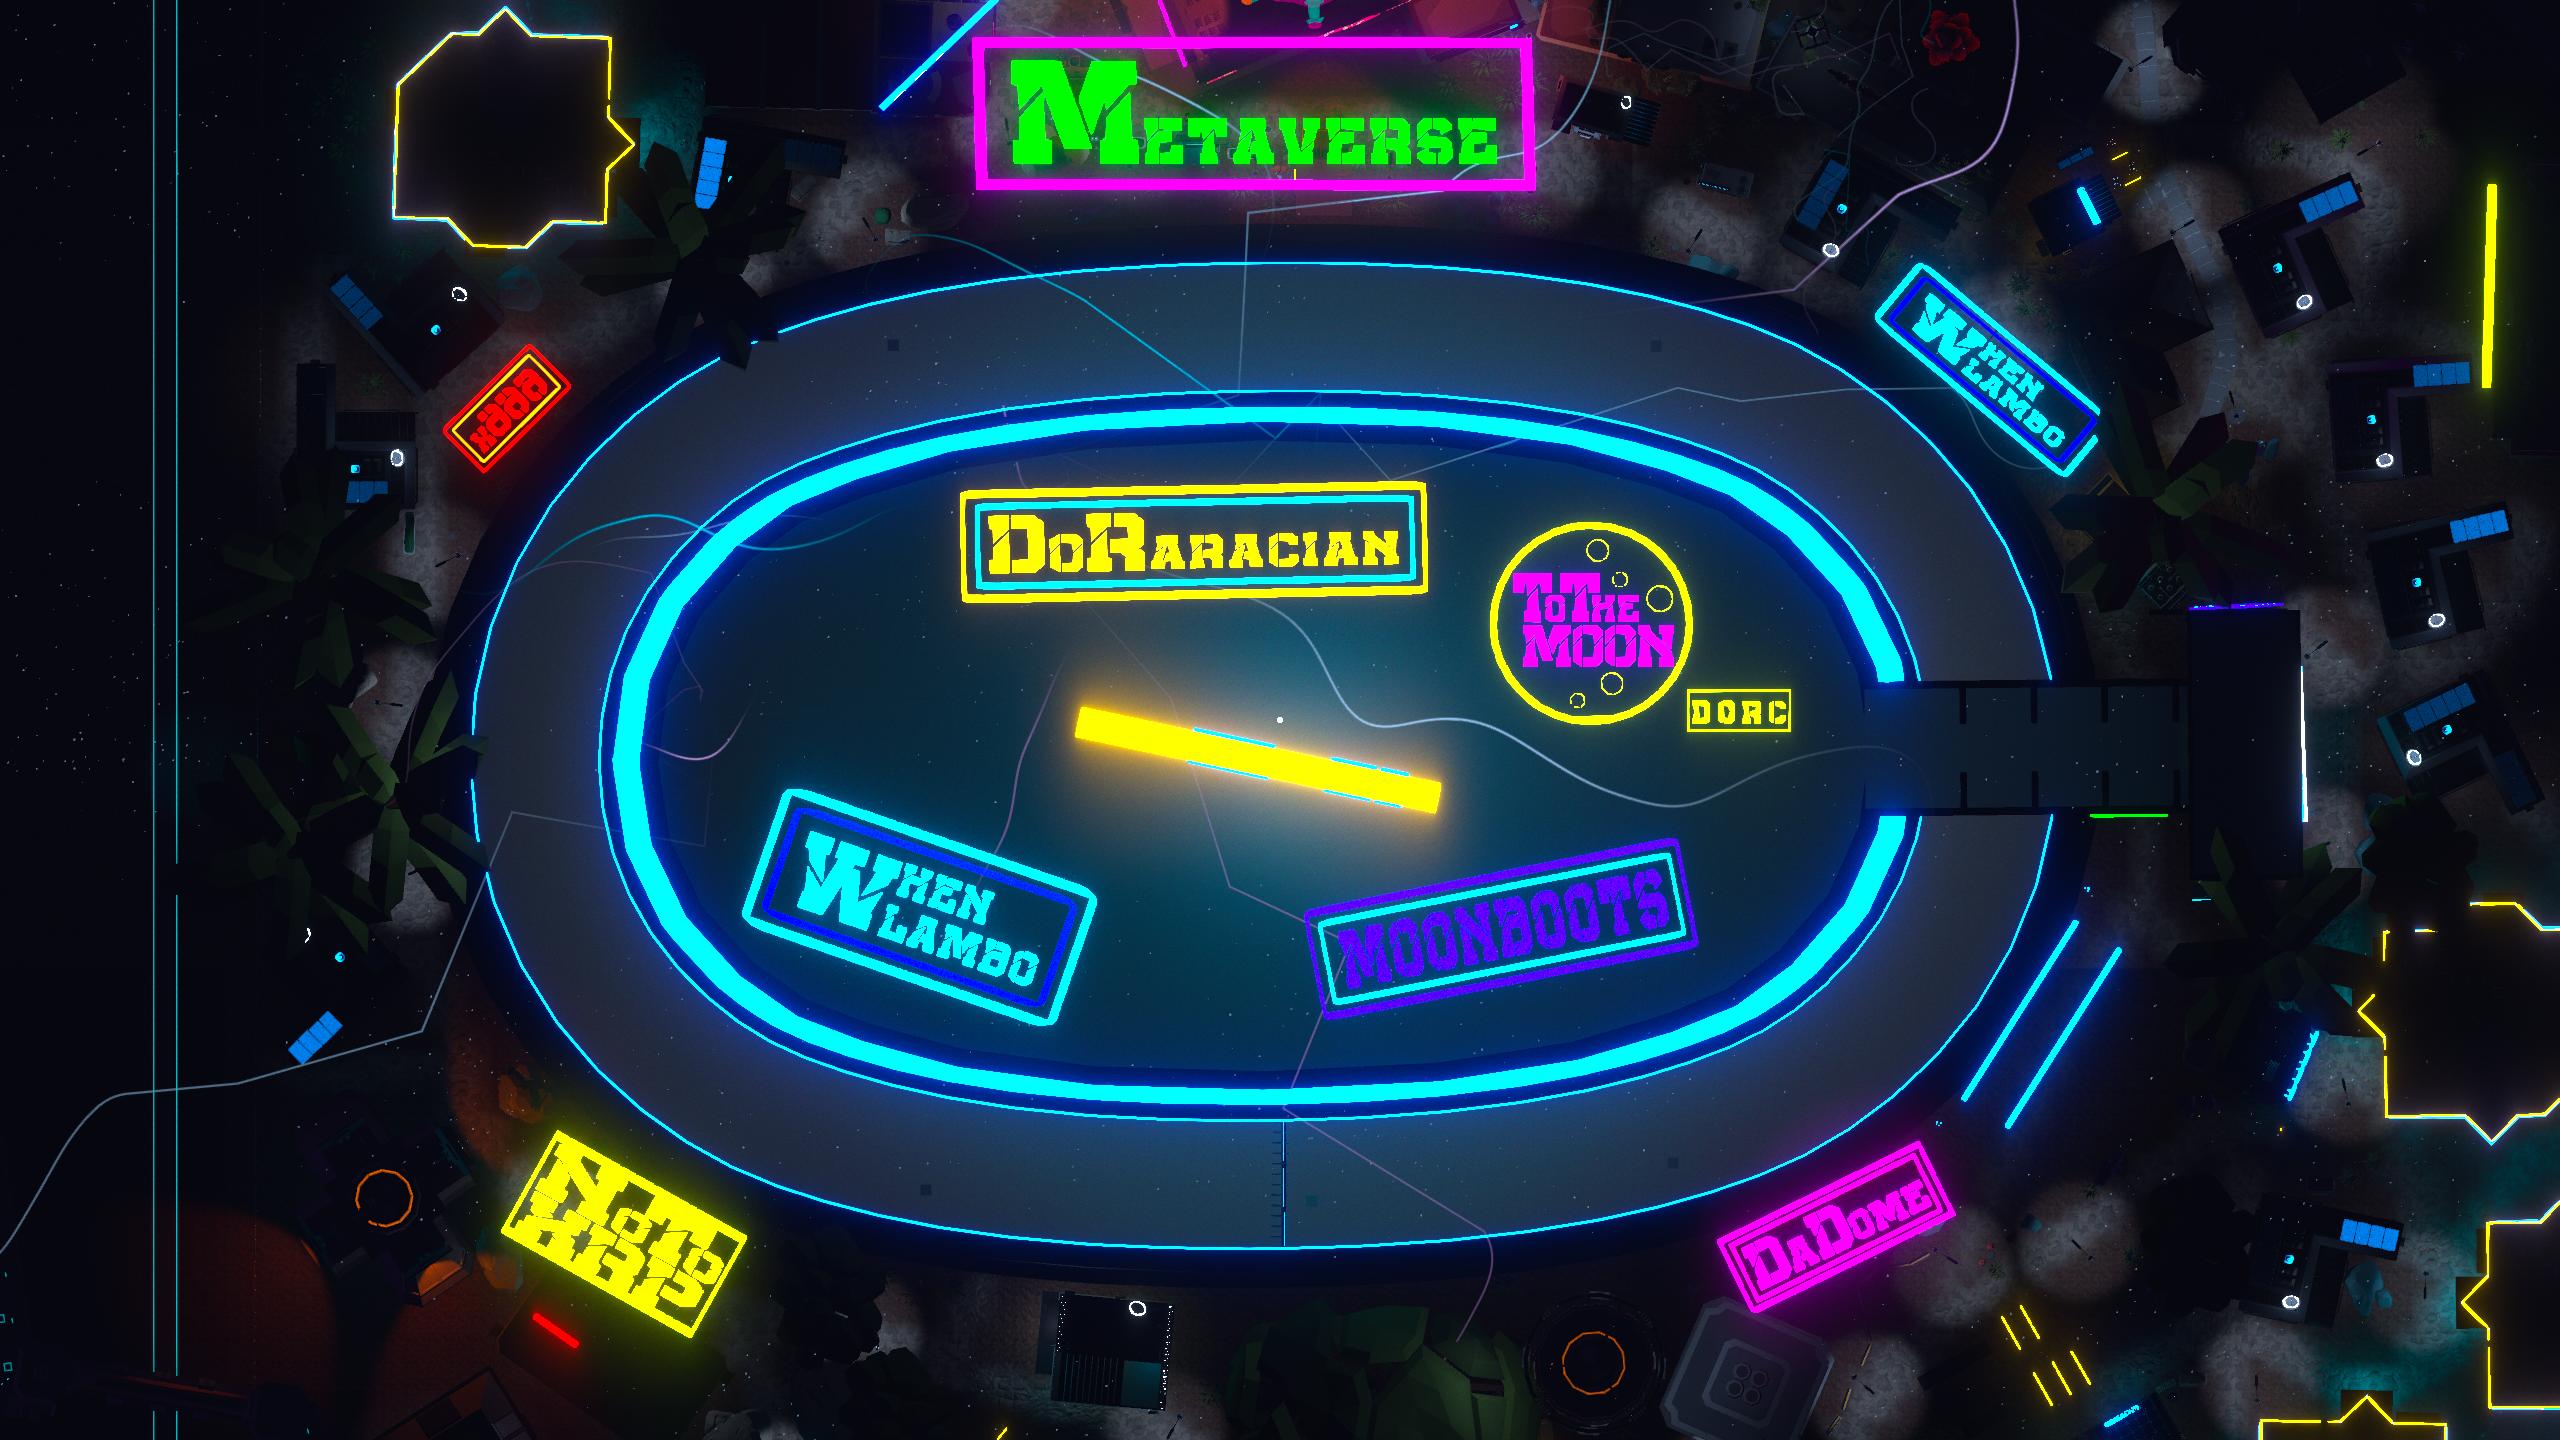 METAVERSE
WHEN
LAMBO
DORARACIAN
TO THE
MOON
DORC
WHEN
LAMBO
MOONBOOTS
DADOME